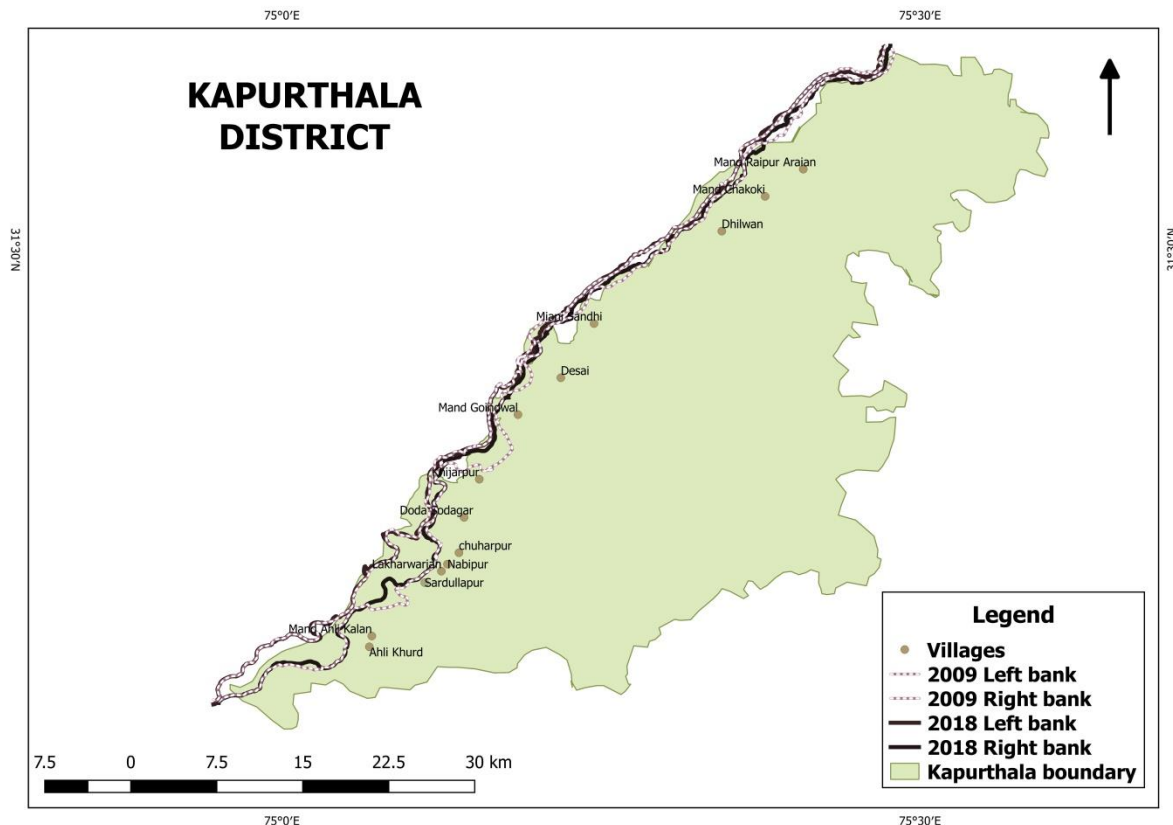 75°0′E 75°30′E
KAPURTHALA
DISTRICT
Mand Raipur Araian
Mand Chakoki
Dhilwan
31°30′N
31°30′N
Miani Sandhi
Desai
Mand Goindwal
Khijarpur
Doda Sodagar
chuharpur
Lakharwarian Nabipur
Sardullapur
Mand Ahli Kalan
Ahli Khurd
Legend
Villages
2009 Left bank
2009 Right bank
2018 Left bank
2018 Right bank
Kapurthala boundary
7.5 0 7.5 15 22.5 30 km
75°0′E 75°30′E